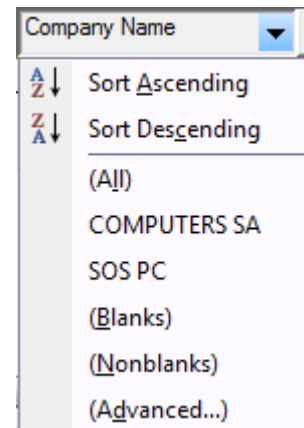 Company Name
Sort Ascending
Sort Descending
(All)
COMPUTERS SA
SOS PC
(Blanks)
(Nonblanks)
(Advanced...)